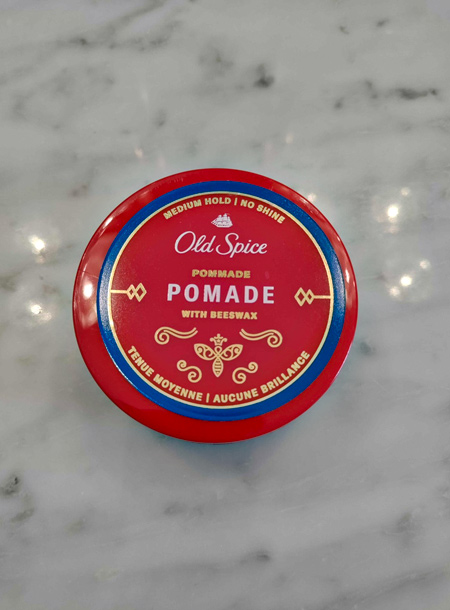 MEDIUM HOLD | NO SHINE
Old Spice
POMMADE
POMADE
WITH BEESWAX
TENUE MOYENNE | AUCUNE BRILLANCE